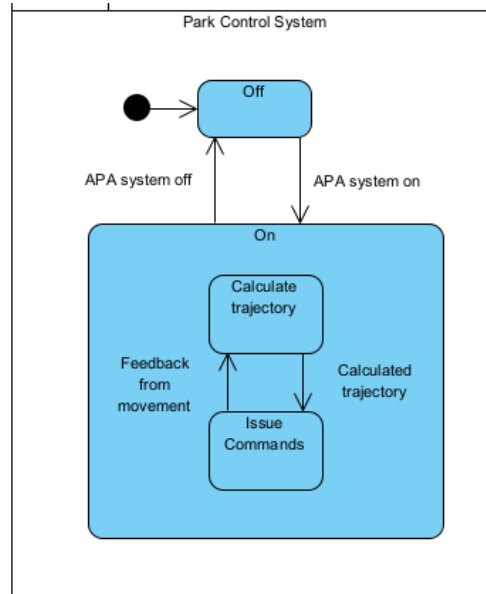 Park Control System
Off
APA system off
APA system on
On
Calculate
trajectory
Feedback
from
movement
Calculated
trajectory
Issue
Commands